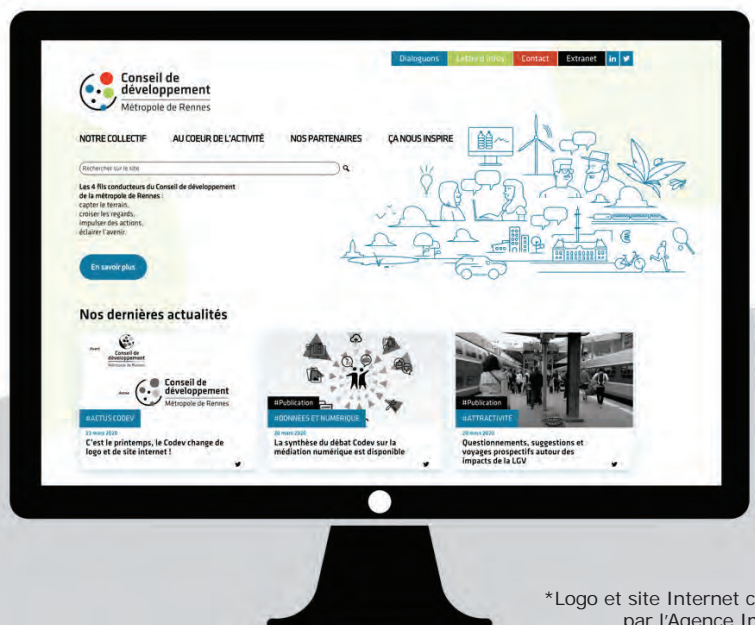 Dialoguons Lettre d'infos Contact Extranet in
Conseil de
développement
Métropole de Rennes
NOTRE COLLECTIF AU COEUR DE L'ACTIVITÉ NOS PARTENAIRES ÇA NOUS INSPIRE
Rechercher sur le site
Les 4 fils conducteurs du Conseil de développement
de la métropole de Rennes :
capter le terrain,
croiser les regards,
impulser des actions,
éclairer l'avenir.
En savoir plus
Nos dernières actualités
Conseil de
développement
Métropole de Rennes
Conseil de
développement
Métropole de Rennes
#ACTUS CODEV
23 mars 2020
C'est le printemps, le Codev change de
logo et de site internet !
#Publication
#DONNEES ET NUMERIQUE
20 mars 2020
La synthèse du débat Codev sur la
médiation numérique est disponible
#Publication
#ATTRACTIVITÉ
20 mars 2020
Questionnements, suggestions et
voyages prospectifs autour des
impacts de la LGV
*Logo et site Internet c
par l'Agence In